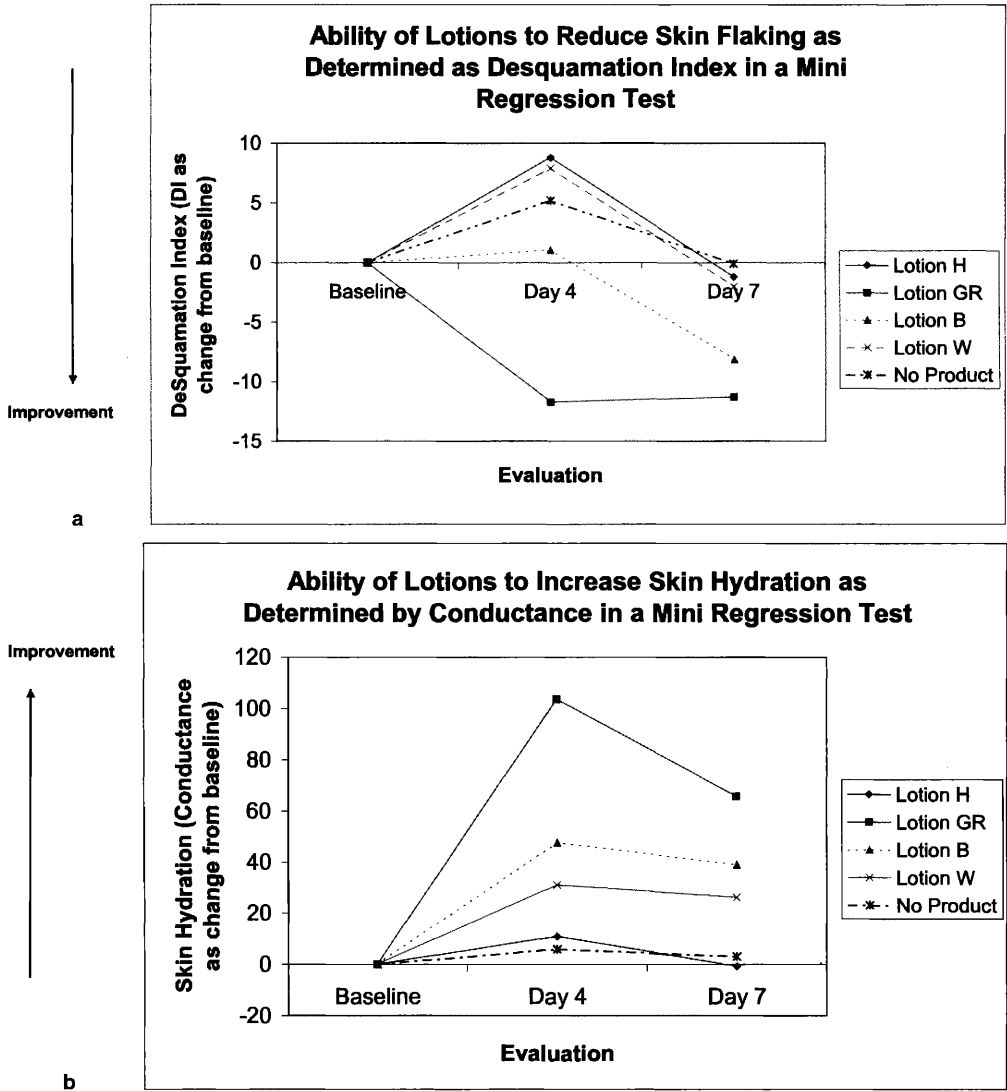 Ability of Lotions to Reduce Skin Flaking as
Determined as Desquamation Index in a Mini
Regression Test
DeSquamation Index (DI as
change from baseline)
10
5
0
-5
-10
-15
Baseline
Day 4
Day 7
Evaluation
Lotion H
Lotion GR
Lotion B
Lotion W
No Product
Improvement
a
Ability of Lotions to Increase Skin Hydration as
Determined by Conductance in a Mini Regression Test
Improvement
Skin Hydration (Conductance
as change from baseline)
120
100
80
60
40
20
0
-20
Baseline
Day 4
Day 7
Evaluation
Lotion H
Lotion GR
Lotion B
Lotion W
No Product
b